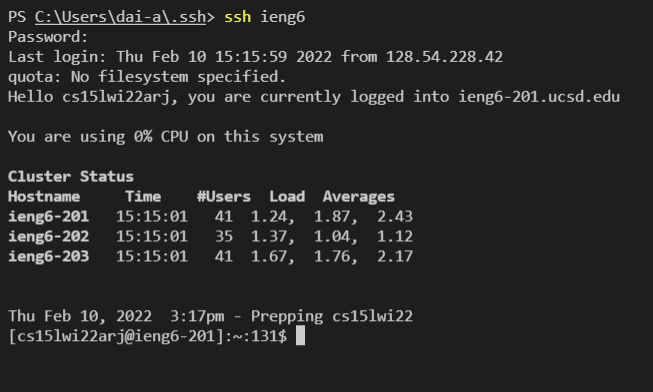 PS C:\Users\dai-a\.ssh> ssh ieng6
Password:
Last login: Thu Feb 10 15:15:59 2022 from 128.54.228.42
quota: No filesystem specified.
Hello cs15lwi22arj, you are currently logged into ieng6-201.ucsd.edu
You are using 0% CPU on this system
Cluster Status
Hostname     Time    #Users  Load  Averages
ieng6-201   15:15:01   41  1.24,  1.87,  2.43
ieng6-202   15:15:01   35  1.37,  1.04,  1.12
ieng6-203   15:15:01   41  1.67,  1.76,  2.17
Thu Feb 10, 2022  3:17pm - Prepping cs15lwi22
[cs15lwi22arj@ieng6-201]:~:131$